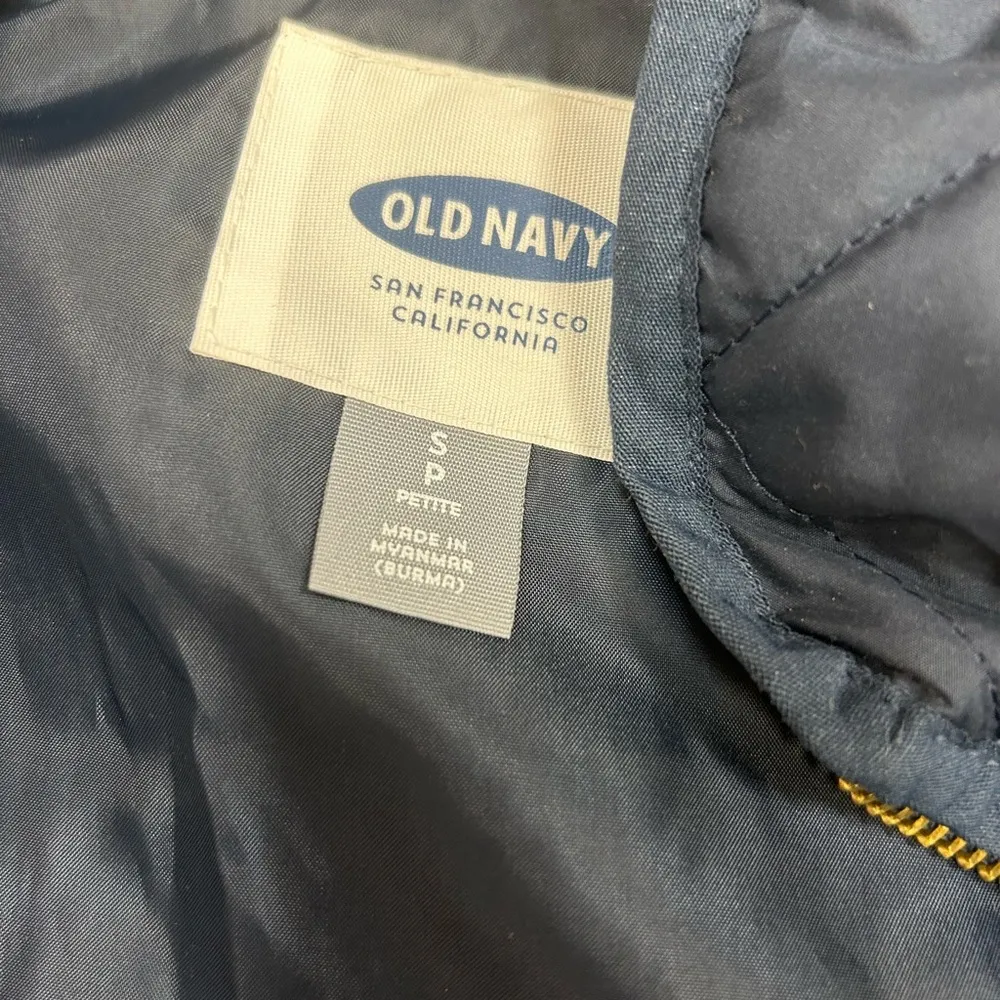 OLD NAVY
SAN FRANCISCO
CALIFORNIA
S
P
PETITE
MADE IN
MYANMAR
(BURMA)